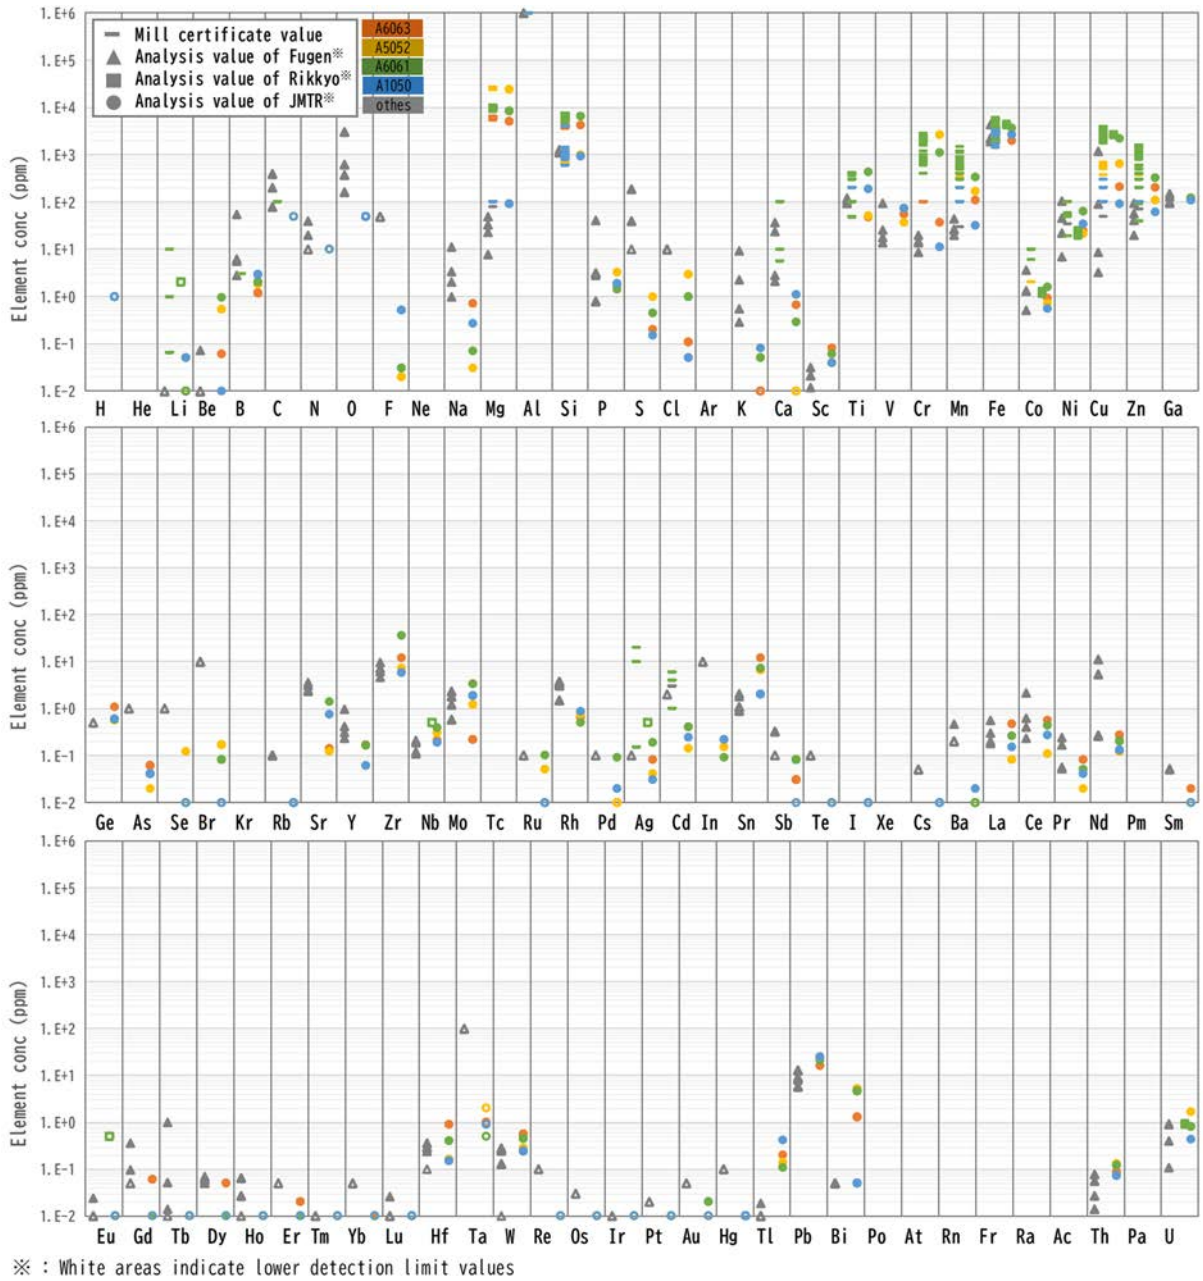 1.E+6
1.E+5
1.E+4
1.E+3
1.E+2
1.E+1
1.E+0
1.E-1
1.E-2
Element conc (ppm)
Mill certificate value
Analysis value of Fugen※
Analysis value of Rikkyo※
Analysis value of JMTR※
A6063
A5052
A6061
A1050
othes
H He Li Be B C N O F Ne Na Mg Al Si P S Cl Ar K Ca Sc Ti V Cr Mn Fe Co Ni Cu Zn Ga
1.E+6
1.E+5
1.E+4
1.E+3
1.E+2
1.E+1
1.E+0
1.E-1
1.E-2
Element conc (ppm)
Ge As Se Br Kr Rb Sr Y Zr Nb Mo Tc Ru Rh Pd Ag Cd In Sn Sb Te I Xe Cs Ba La Ce Pr Nd Pm Sm
1.E+6
1.E+5
1.E+4
1.E+3
1.E+2
1.E+1
1.E+0
1.E-1
1.E-2
Element conc (ppm)
Eu Gd Tb Dy Ho Er Tm Yb Lu Hf Ta W Re Os Ir Pt Au Hg Tl Pb Bi Po At Rn Fr Ra Ac Th Pa U
※ : White areas indicate lower detection limit values